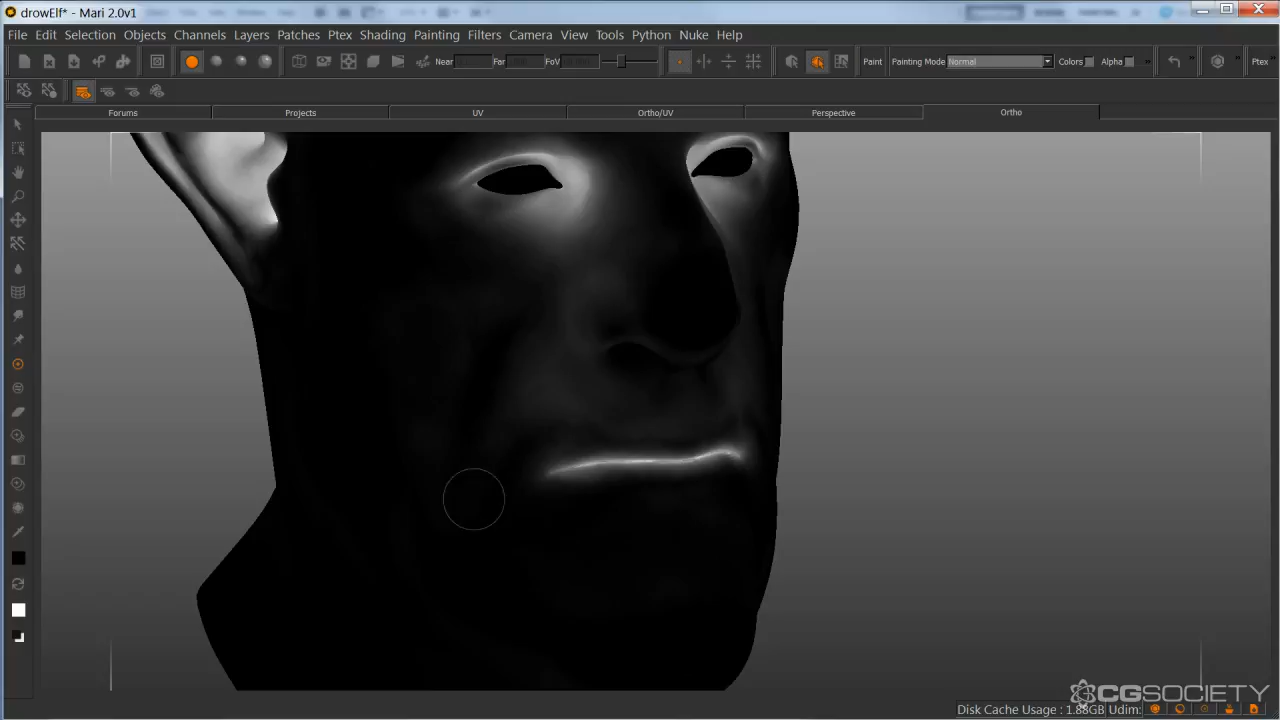 drowElf* - Mari 2.0v1
File Edit Selection Objects Channels Layers Patches Ptex Shading Painting Filters Camera View Tools Python Nuke Help
Near Far FoV Paint Painting Mode Normal Colors Alpha Ptex
Forums Projects UV Ortho/UV Perspective Ortho
CGSOCIETY
Disk Cache Usage : 1.88GB Udim: